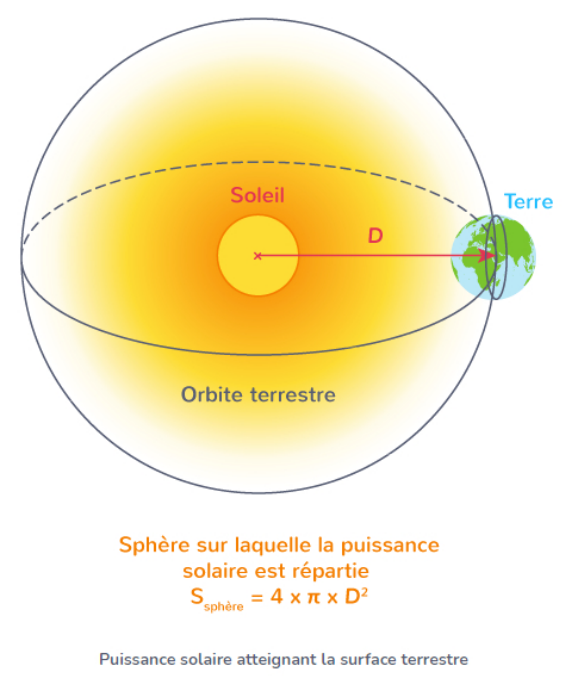 Soleil
Terre
D
Orbite terrestre
Sphère sur laquelle la puissance
solaire est répartie
S sphère = 4 x π x D²
Puissance solaire atteignant la surface terrestre